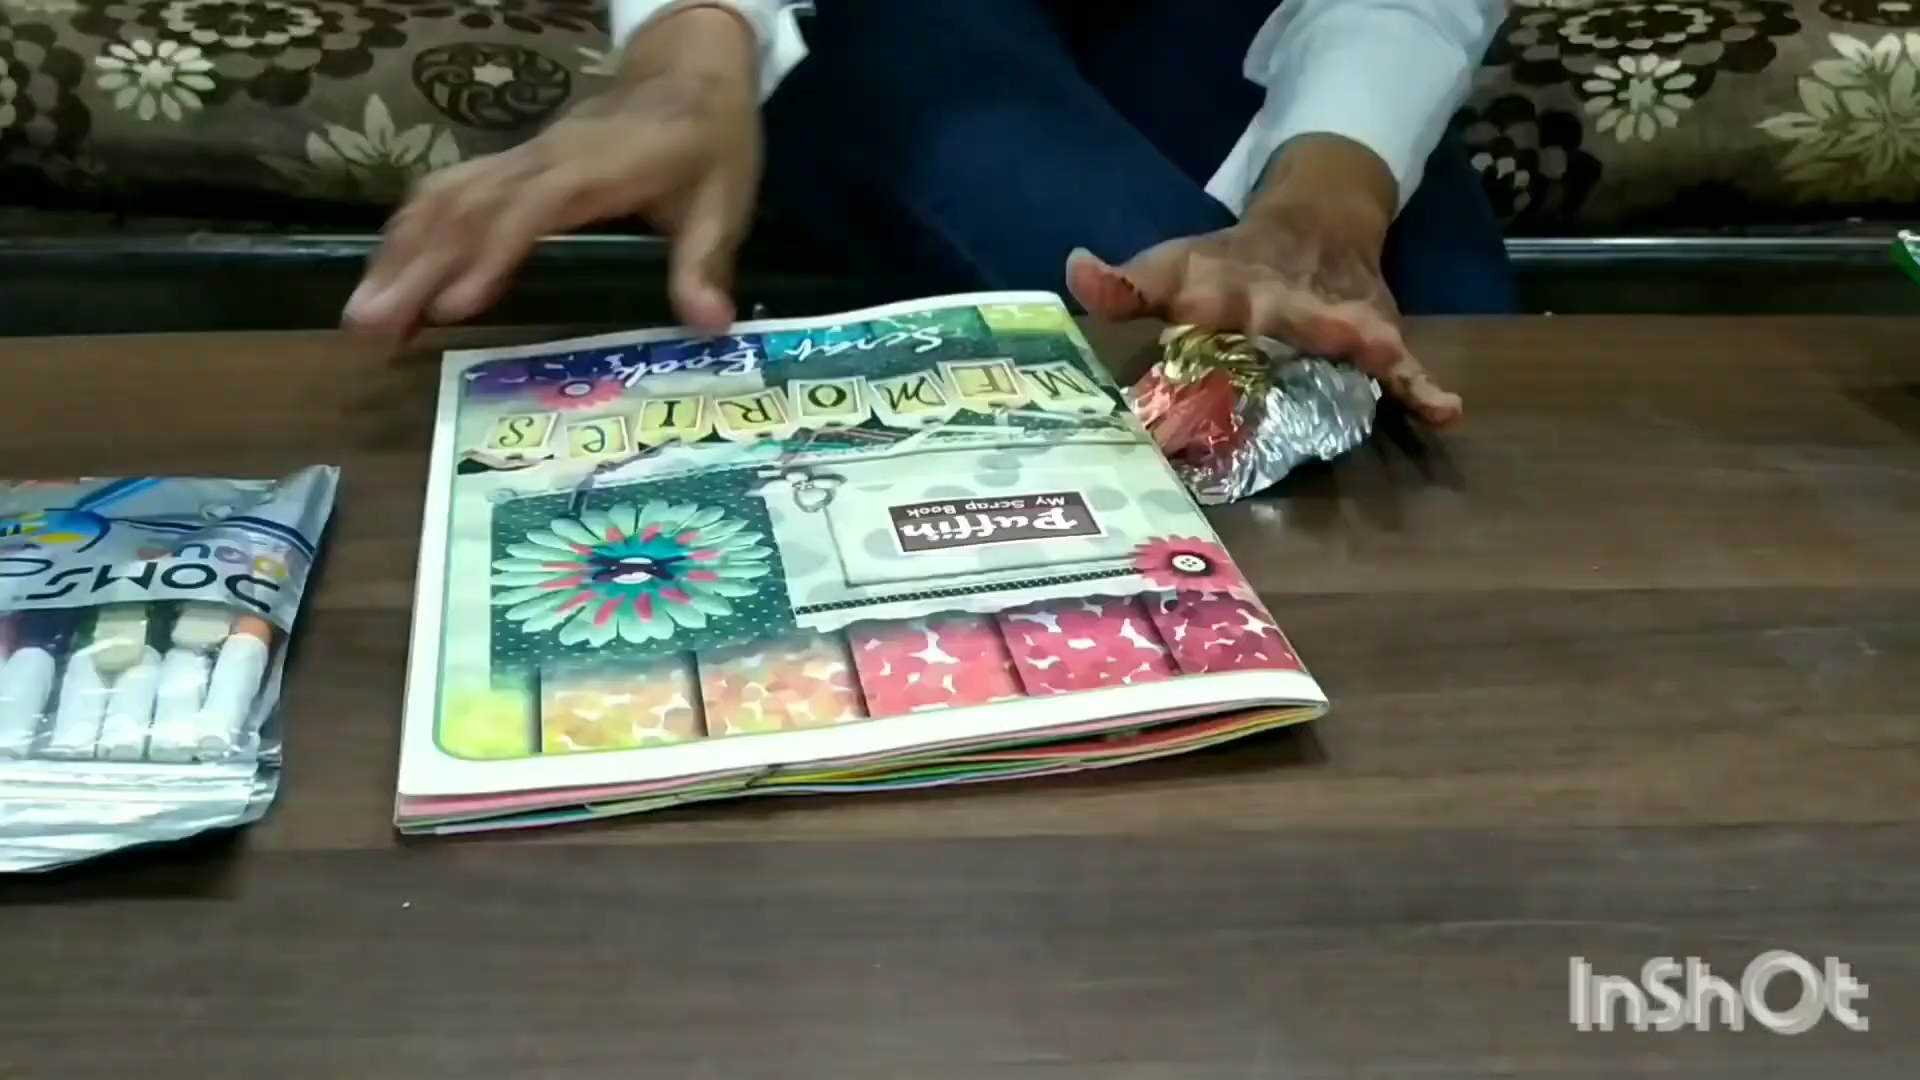 Scrap Book
MEMORIES
Puffin
My Scrap Book
DOMS
InShOt